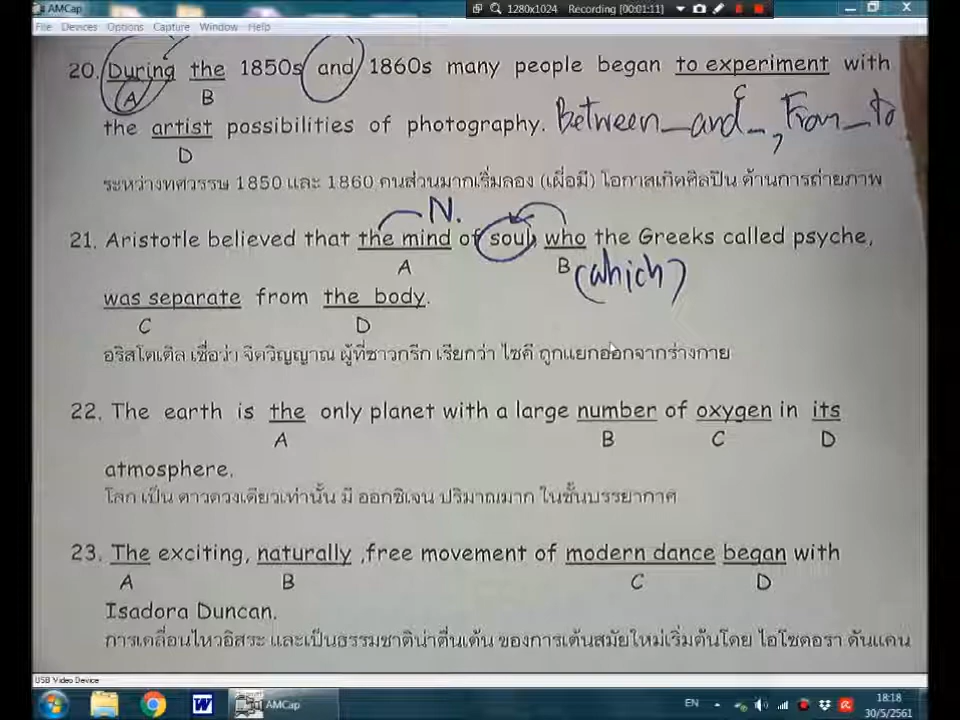 AMCap
1280x1024 Recording [00:01:11]
File Devices Options Capture Window Help
20. During the 1850s and 1860s many people began to experiment with
A B C
the artist possibilities of photography. Between_and_, From_to
D
ระหว่างทศวรรษ 1850 และ 1860 คนส่วนมากเริ่มลอง (เผื่อมี) โอกาสเกิดศิลปิน ด้านการถ่ายภาพ
N.
21. Aristotle believed that the mind of soul, who the Greeks called psyche,
A B (which)
was separate from the body.
C D
อริสโตเติล เชื่อว่า จิตวิญญาณ ผู้ที่ชาวกรีก เรียกว่า ไซคี ถูกแยกออกจากร่างกาย
22. The earth is the only planet with a large number of oxygen in its
A B C D
atmosphere.
โลก เป็น ดาวดวงเดียวเท่านั้น มี ออกซิเจน ปริมาณมาก ในชั้นบรรยากาศ
23. The exciting, naturally ,free movement of modern dance began with
A B C D
Isadora Duncan.
การเคลื่อนไหวอิสระ และเป็นธรรมชาติน่าตื่นเต้น ของการเต้นสมัยใหม่เริ่มต้นโดย ไอโซดอรา ดันแคน
USB Video Device
AMCap
EN
18:18
30/5/2561